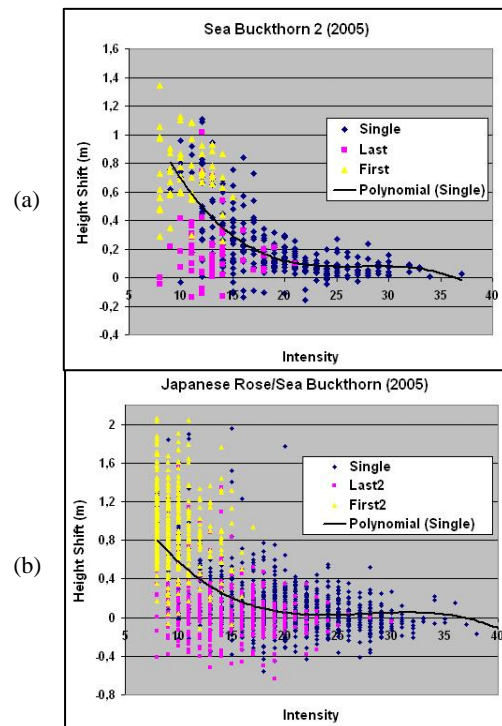 (a)
Sea Buckthorn 2 (2005)
Height Shift (m)
1,6
1,4
1,2
1
0,8
0,6
0,4
0,2
0
-0,2
-0,4
5 10 15 20 25 30 35 40
Intensity
Single
Last
First
Polynomial (Single)
(b)
Japanese Rose/Sea Buckthorn (2005)
Height Shift (m)
2
1,6
1,2
0,8
0,4
0
-0,4
-0,8
5 10 15 20 25 30 35 40
Intensity
Single
Last2
First2
Polynomial (Single)